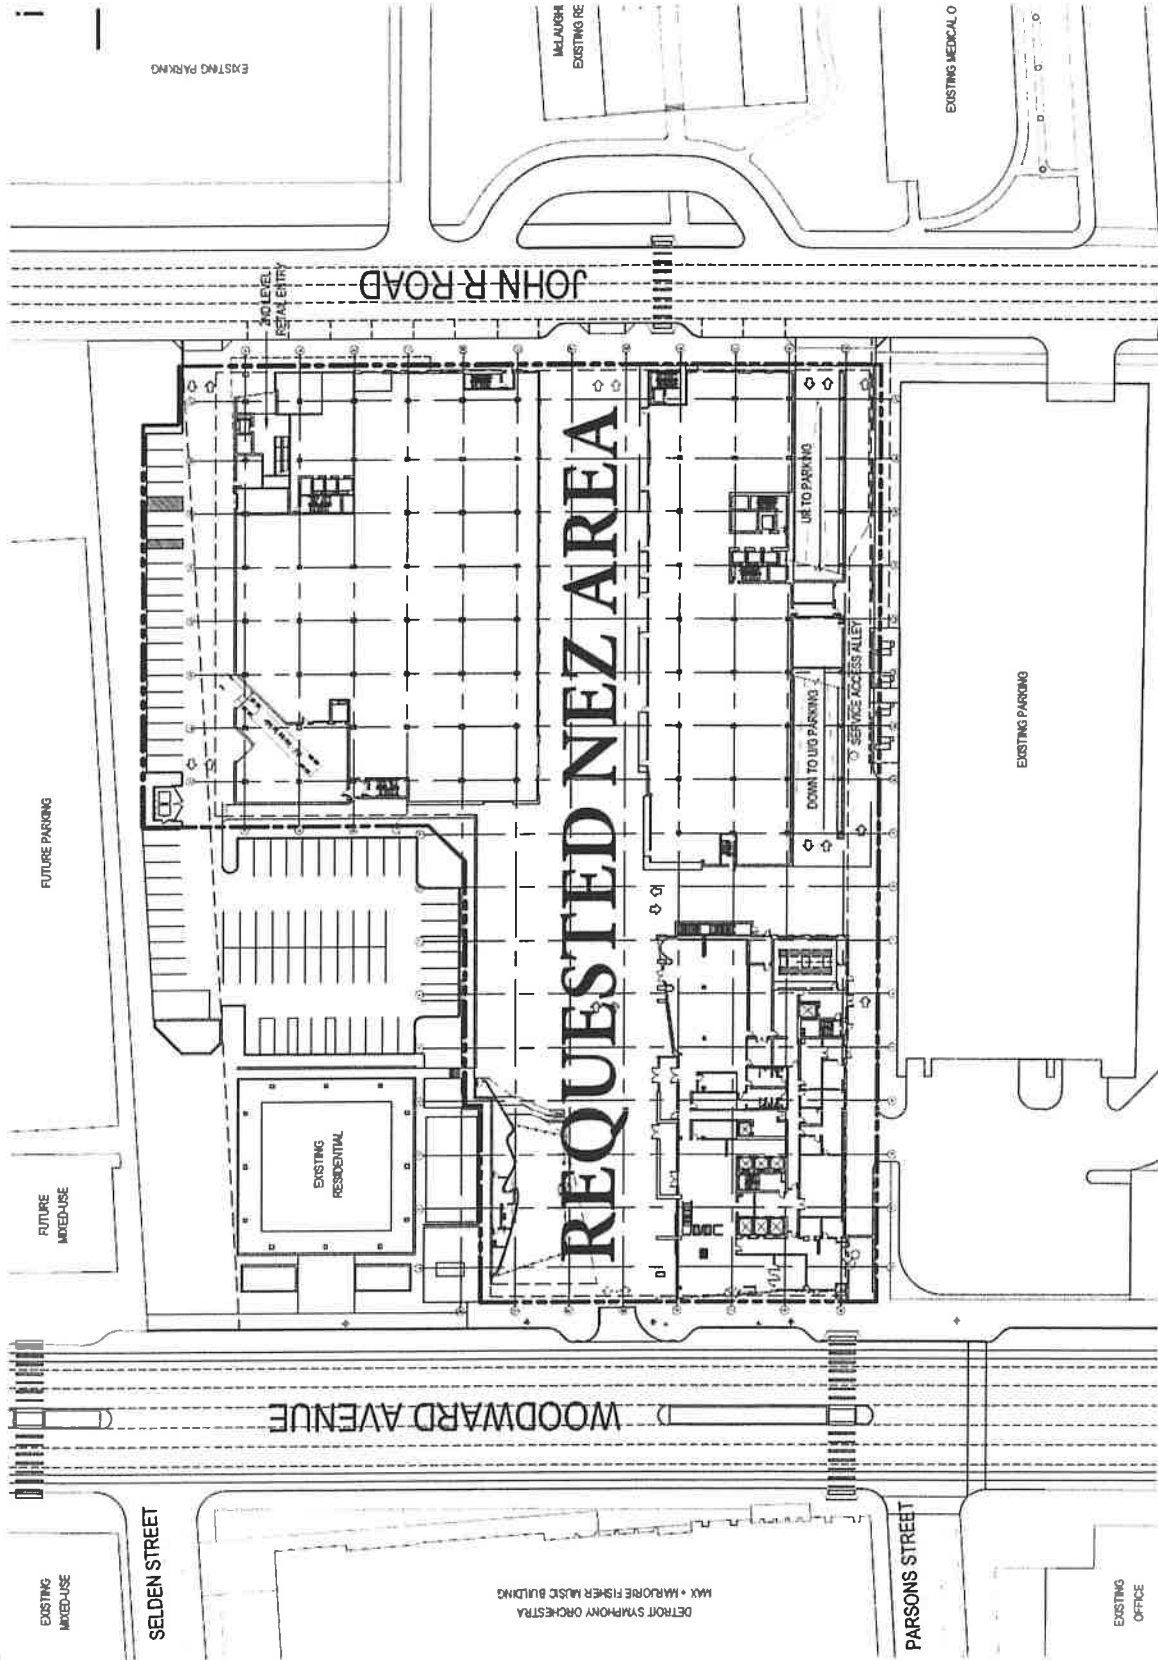 EXISTING PARKING
McLAUGHL
EXISTING RE
EXISTING MEDICAL O
JOHN R ROAD
2ND LEVEL
RETAIL ENTRY
UP TO PARKING
DOWN TO U/G PARKING
SERVICE ACCESS ALLEY
EXISTING PARKING
REQUESTED NEZ AREA
FUTURE PARKING
FUTURE
MIXED-USE
EXISTING
RESIDENTIAL
WOODWARD AVENUE
SELDEN STREET
PARSONS STREET
EXISTING
MIXED-USE
DETROIT SYMPHONY ORCHESTRA
MAX + MARJORIE FISHER MUSIC BUILDING
EXISTING
OFFICE